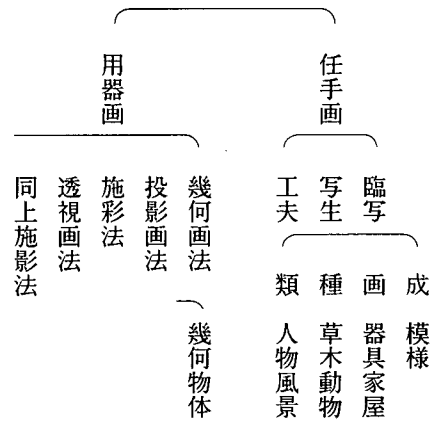 任手画
臨写
写生
工夫
成画種類
模様
器具家屋
草木動物
人物風景
用器画
幾何画法
幾何物体
投影画法
施彩法
透視画法
同上施影法